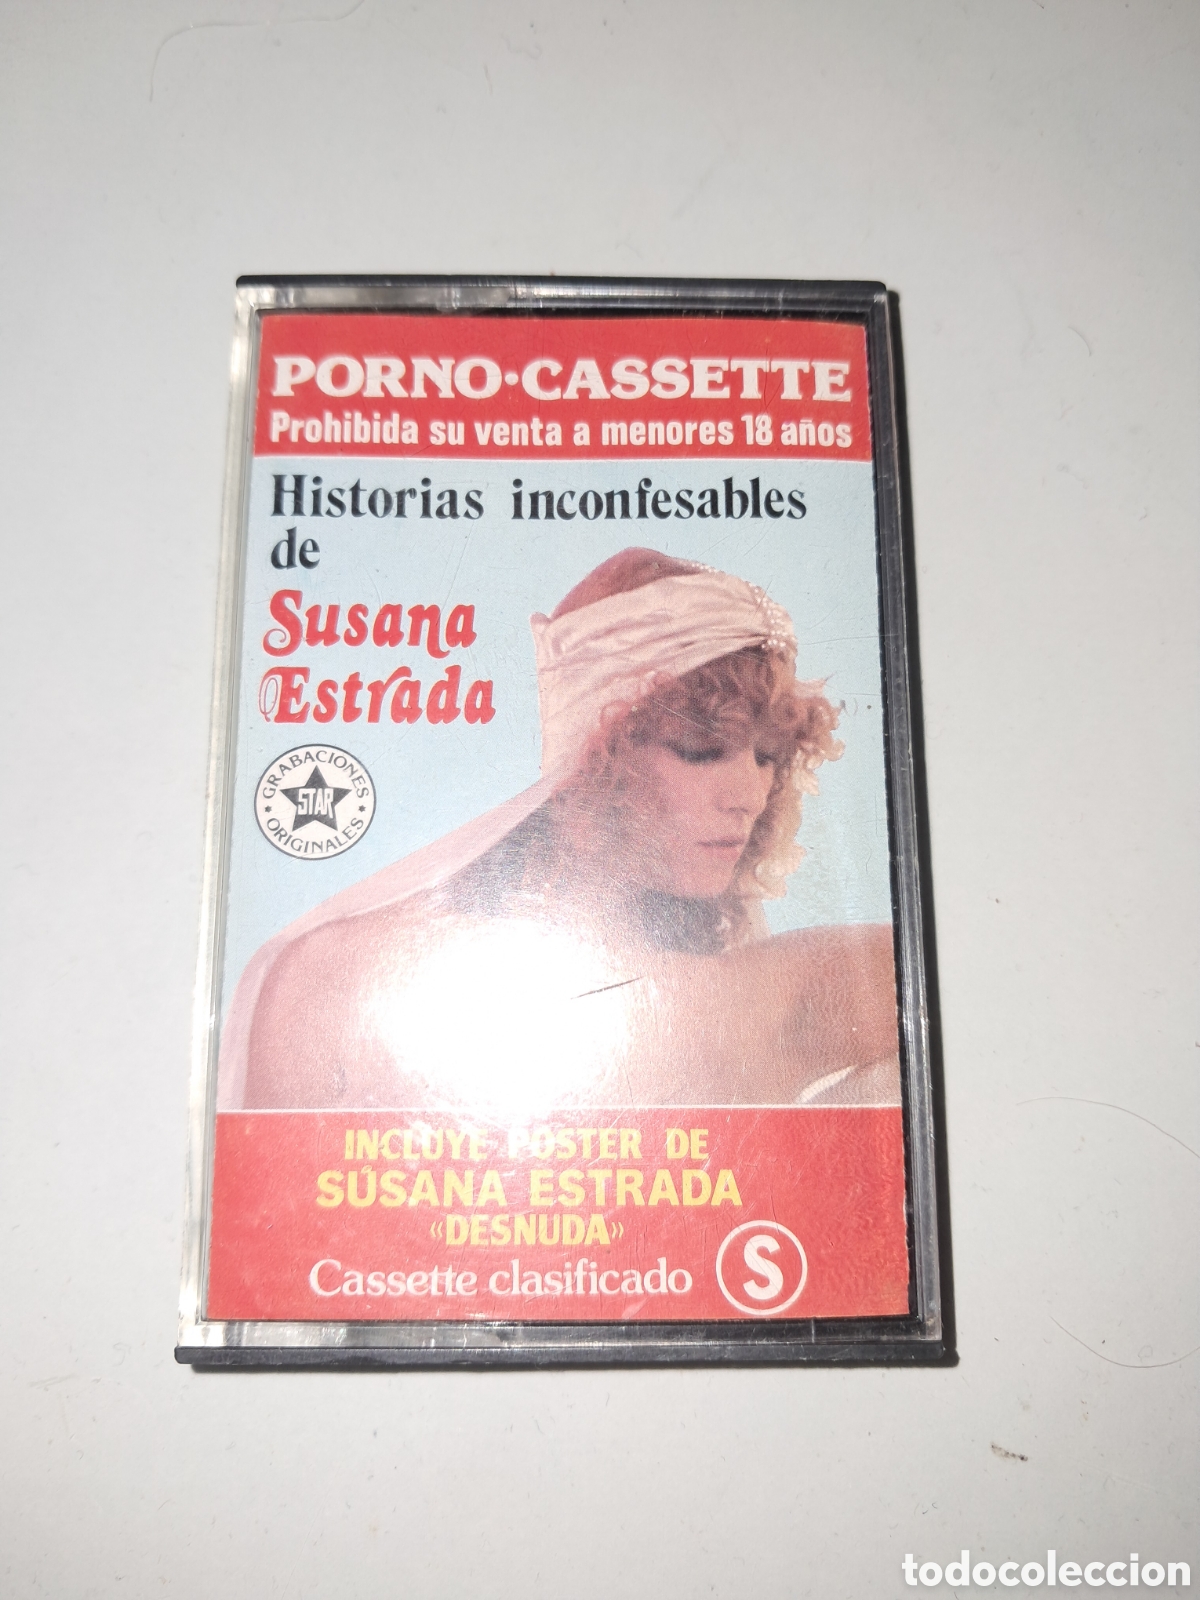 PORNO·CASSETTE
Prohibida su venta a menores 18 años
Historias inconfesables
de
Susana
Estrada
GRABACIONES
STAR
ORIGINALES
INCLUYE POSTER DE
SUSANA ESTRADA
«DESNUDA»
Cassette clasificado S
todocoleccion